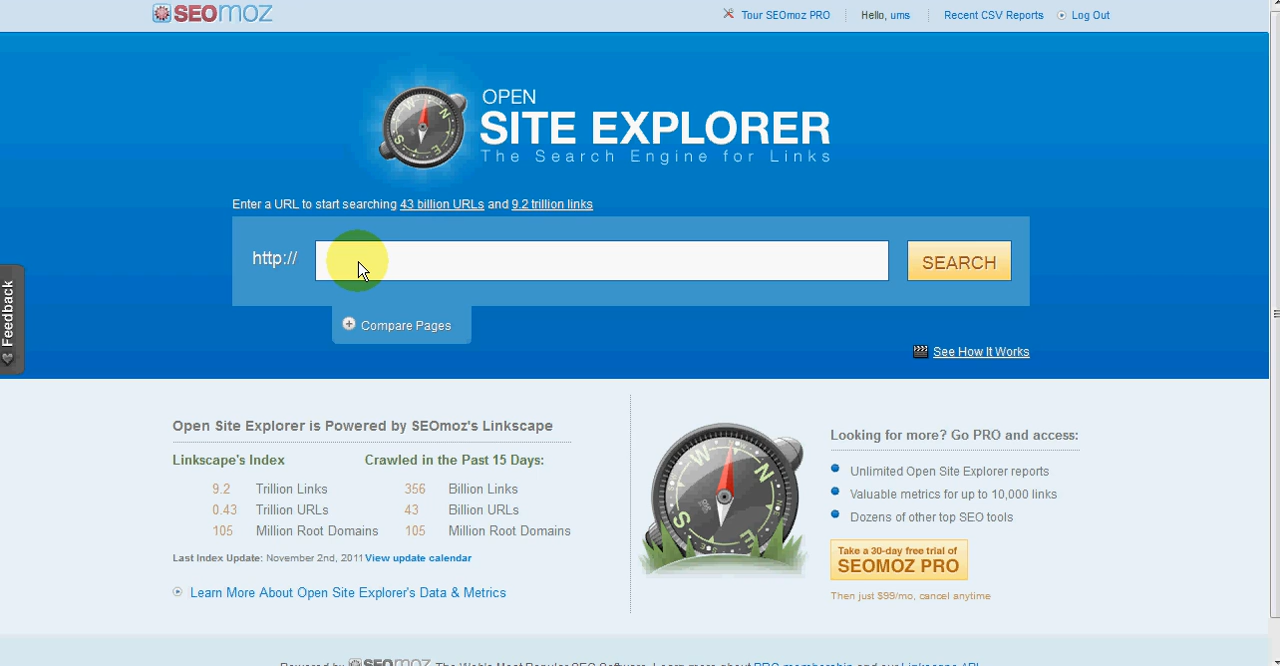 SEOmoz
Tour SEOmoz PRO
Hello, ums
Recent CSV Reports
Log Out
OPEN
SITE EXPLORER
The Search Engine for Links
Enter a URL to start searching 43 billion URLs and 9.2 trillion links
http://
SEARCH
Compare Pages
See How It Works
Feedback
Open Site Explorer is Powered by SEOmoz's Linkscape
Linkscape's Index
Crawled in the Past 15 Days:
9.2 Trillion Links 356 Billion Links
0.43 Trillion URLs 43 Billion URLs
105 Million Root Domains 105 Million Root Domains
Last Index Update: November 2nd, 2011 View update calendar
Learn More About Open Site Explorer's Data & Metrics
W N S E
Looking for more? Go PRO and access:
Unlimited Open Site Explorer reports
Valuable metrics for up to 10,000 links
Dozens of other top SEO tools
Take a 30-day free trial of
SEOMOZ PRO
Then just $99/mo, cancel anytime
Powered by SEOmoz The Web's Most Popular SEO Software. Learn more about PRO membership and our Linkscape API